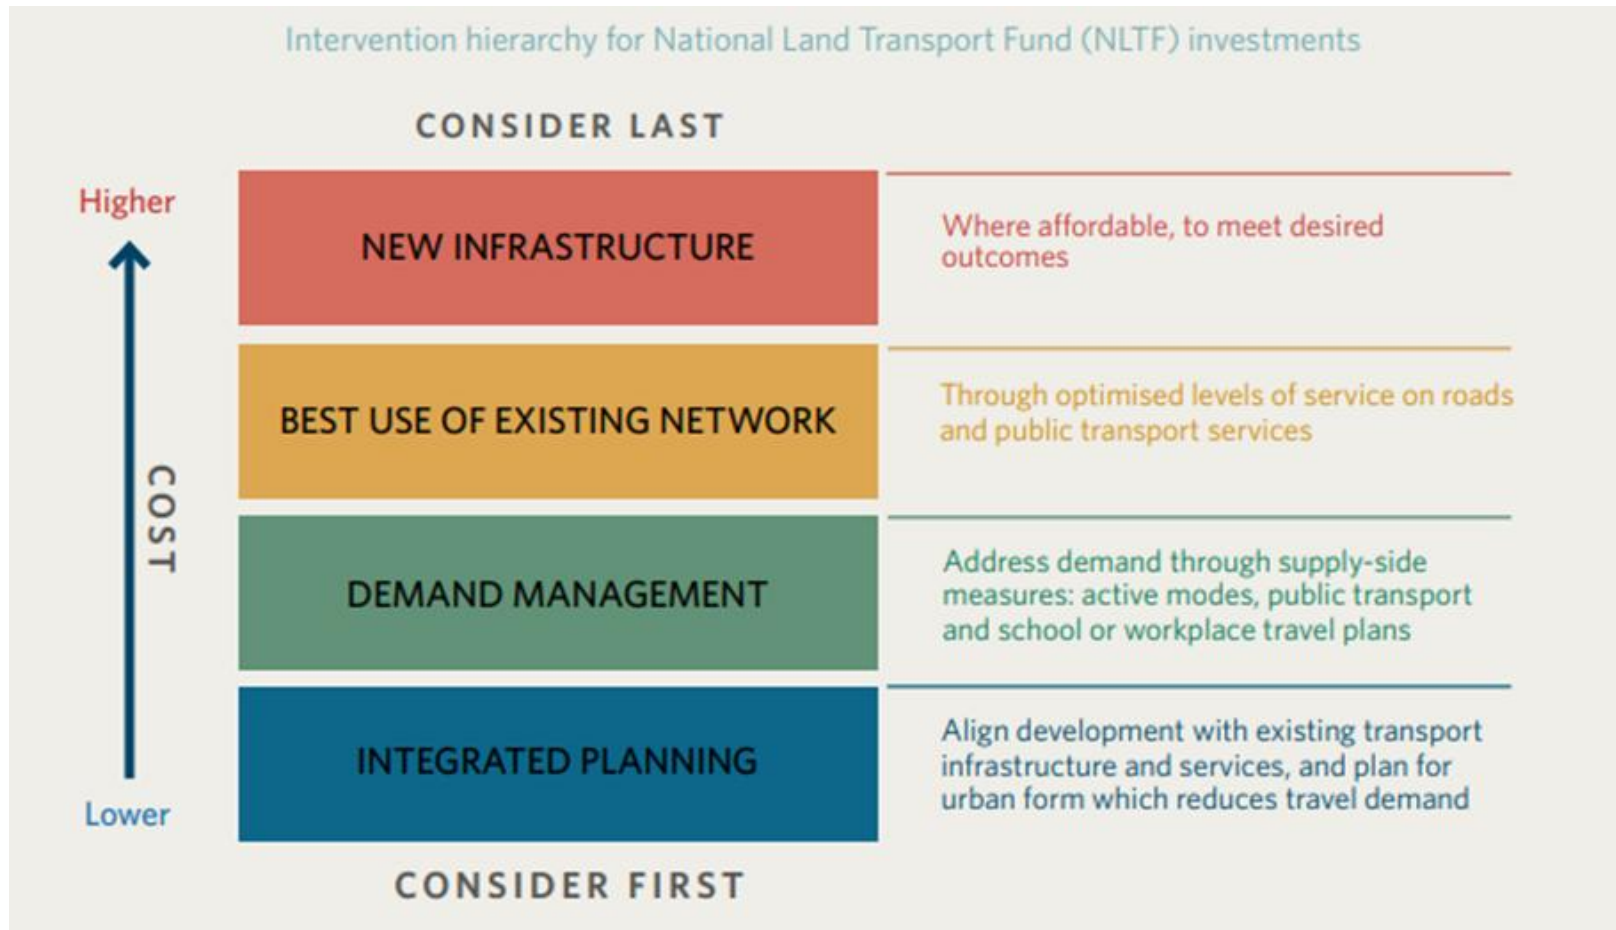 Intervention hierarchy for National Land Transport Fund (NLTF) investments
CONSIDER LAST
Higher
NEW INFRASTRUCTURE
Where affordable, to meet desired
outcomes
BEST USE OF EXISTING NETWORK
Through optimised levels of service on roads
and public transport services
COST
DEMAND MANAGEMENT
Address demand through supply-side
measures: active modes, public transport
and school or workplace travel plans
INTEGRATED PLANNING
Align development with existing transport
infrastructure and services, and plan for
urban form which reduces travel demand
Lower
CONSIDER FIRST